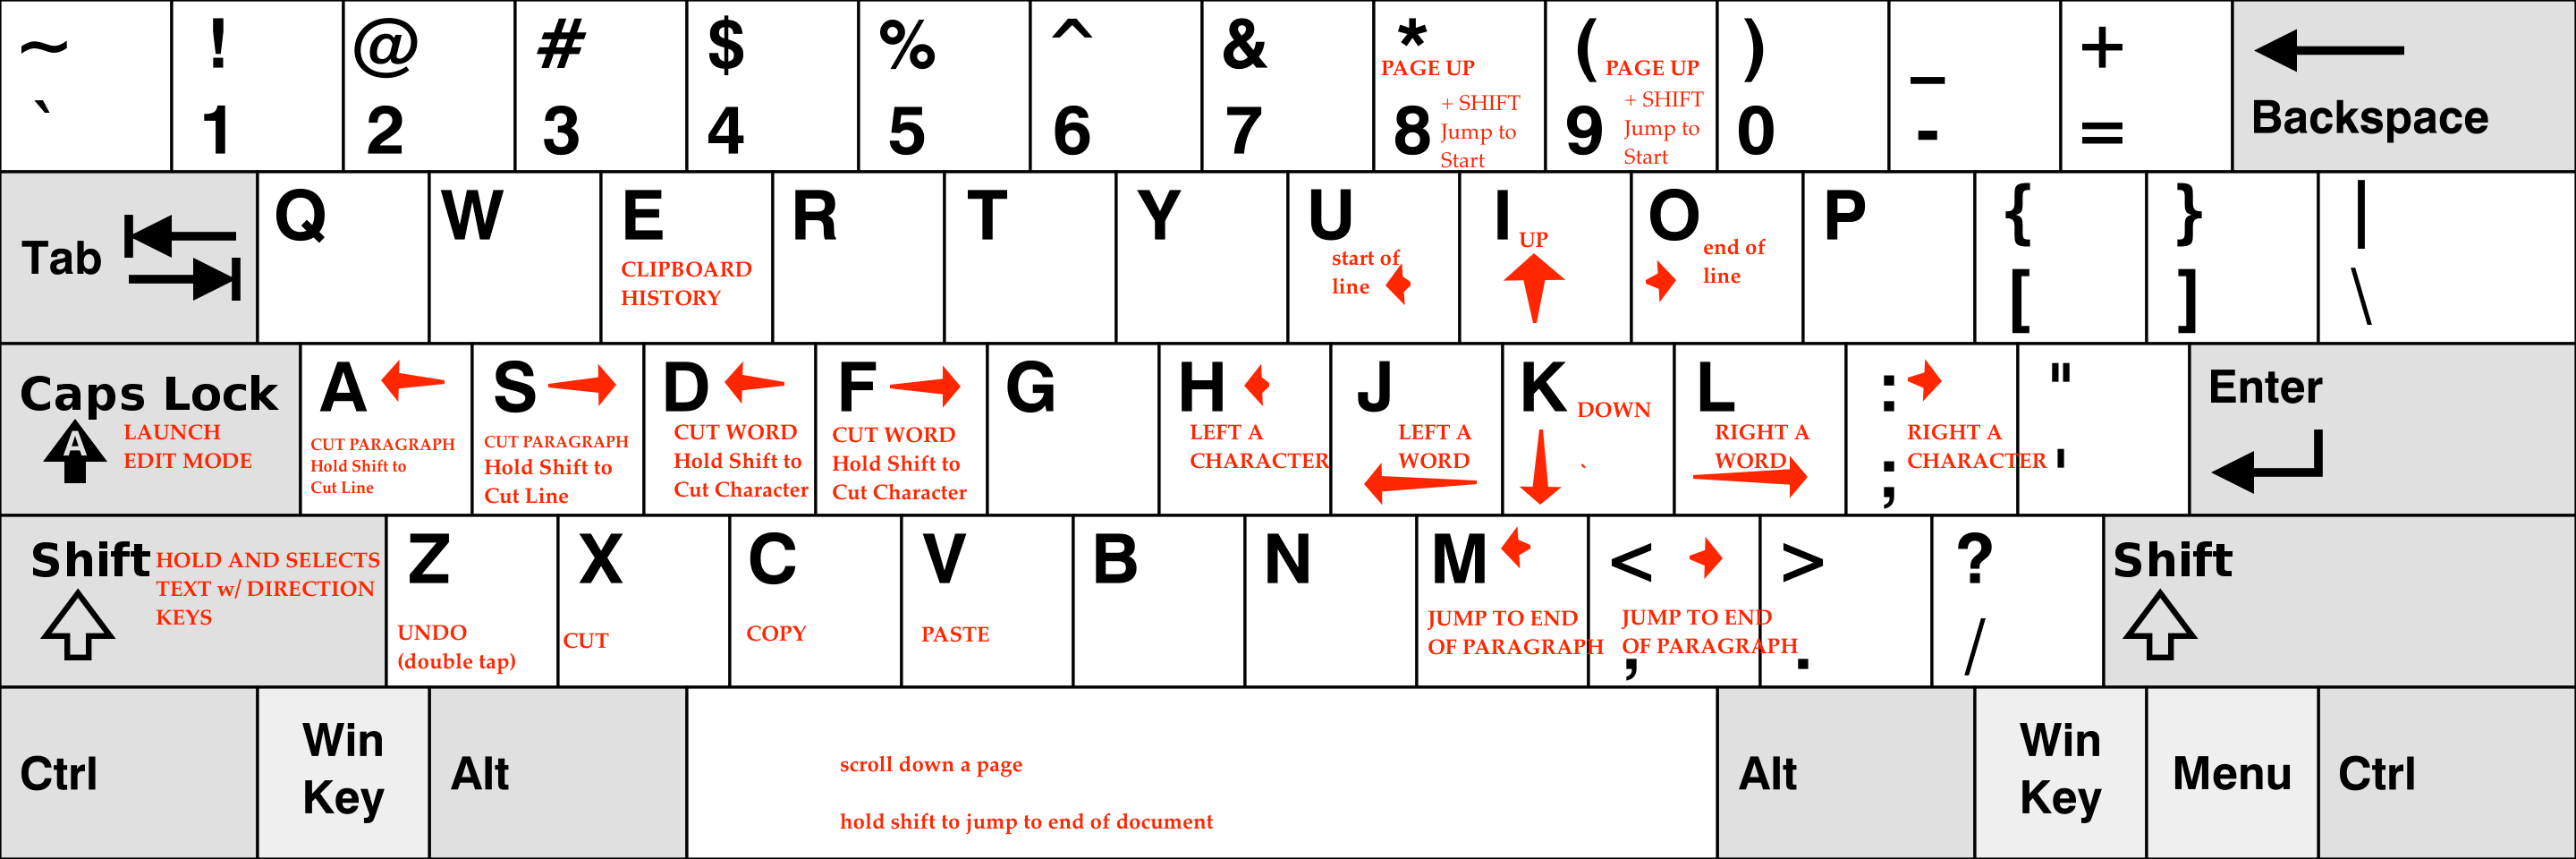 ~ ! @ # $ % ^ & * ( ) _ +
PAGE UP PAGE UP
` 1 2 3 4 5 6 7 8 9 0 - =
+ SHIFT
Jump to
Start
+ SHIFT
Jump to
Start
Backspace
Tab
Q W E R T Y U I O P { } |
[ ] \
CLIPBOARD
HISTORY
start of
line
UP
end of
line
Caps Lock
A
LAUNCH
EDIT MODE
A
CUT PARAGRAPH
Hold Shift to
Cut Line
S
CUT PARAGRAPH
Hold Shift to
Cut Line
D
CUT WORD
Hold Shift to
Cut Character
F
CUT WORD
Hold Shift to
Cut Character
G
H
LEFT A
CHARACTER
J
LEFT A
WORD
K
DOWN
`
L
RIGHT A
WORD
:
RIGHT A
CHARACTER
;
"
'
Enter
Shift
HOLD AND SELECTS
TEXT w/ DIRECTION
KEYS
Z
UNDO
(double tap)
X
CUT
C
COPY
V
PASTE
B
N
M
JUMP TO END
OF PARAGRAPH
<
JUMP TO END
OF PARAGRAPH
,
>
.
?
/
Shift
Ctrl
Win
Key
Alt
scroll down a page
hold shift to jump to end of document
Alt
Win
Key
Menu
Ctrl